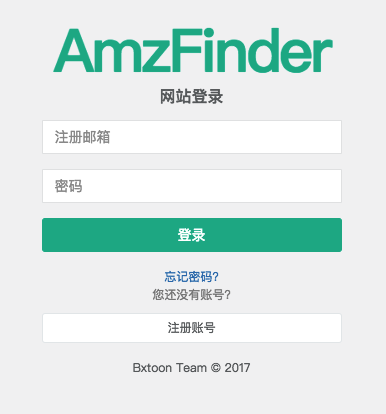 AmzFinder
网站登录
注册邮箱
密码
登录
忘记密码?
您还没有账号?
注册账号
Bxtoon Team © 2017